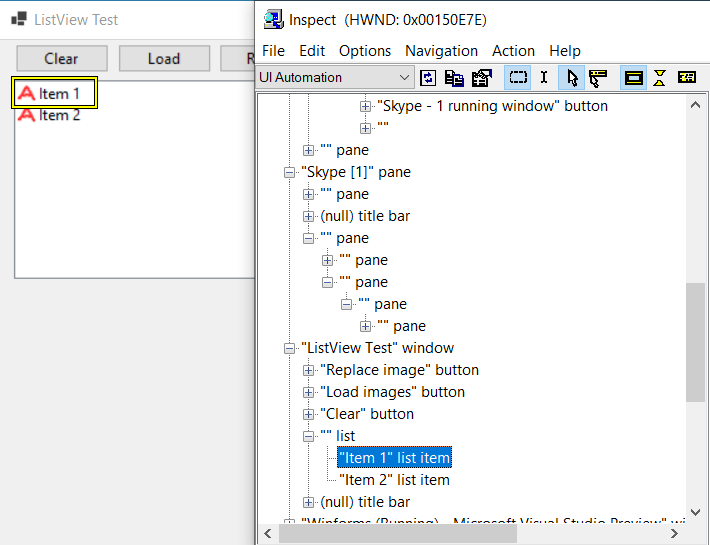 ListView Test
Clear
Load
Item 1
Item 2
Inspect (HWND: 0x00150E7E)
File Edit Options Navigation Action Help
UI Automation
"Skype - 1 running window" button
""
"" pane
"Skype [1]" pane
"" pane
(null) title bar
"" pane
"" pane
"" pane
"" pane
"" pane
"ListView Test" window
"Replace image" button
"Load images" button
"Clear" button
"" list
"Item 1" list item
"Item 2" list item
(null) title bar
"Winforms (Running) - Microsoft Visual Studio Preview" wi